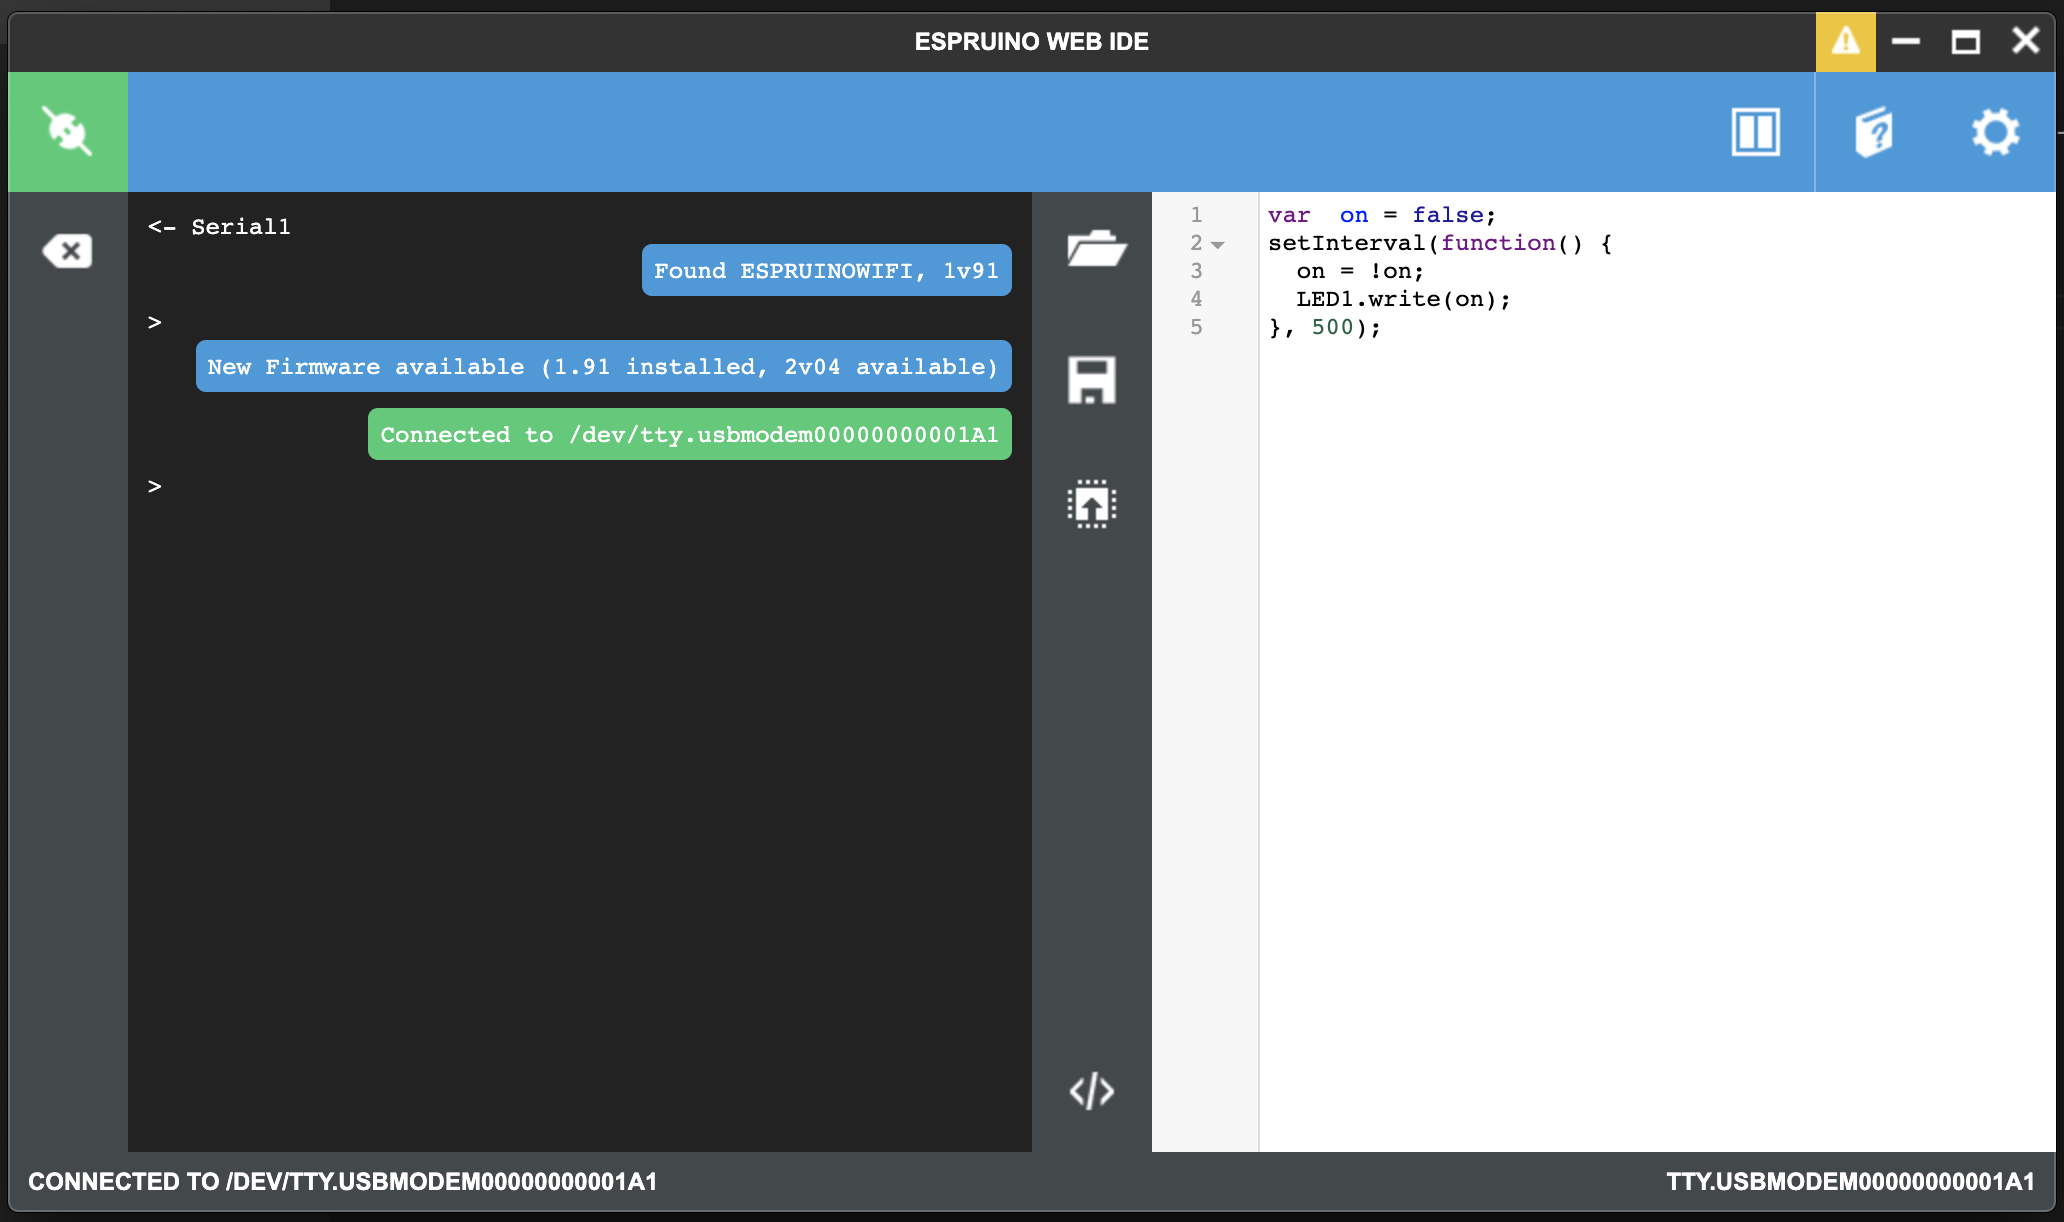 ESPRUINO WEB IDE
<- Serial1
Found ESPRUINOWIFI, 1v91
>
New Firmware available (1.91 installed, 2v04 available)
Connected to /dev/tty.usbmodem00000000001A1
>
1 var  on = false;
2 setInterval(function() {
3   on = !on;
4   LED1.write(on);
5 }, 500);
CONNECTED TO /DEV/TTY.USBMODEM00000000001A1
TTY.USBMODEM00000000001A1